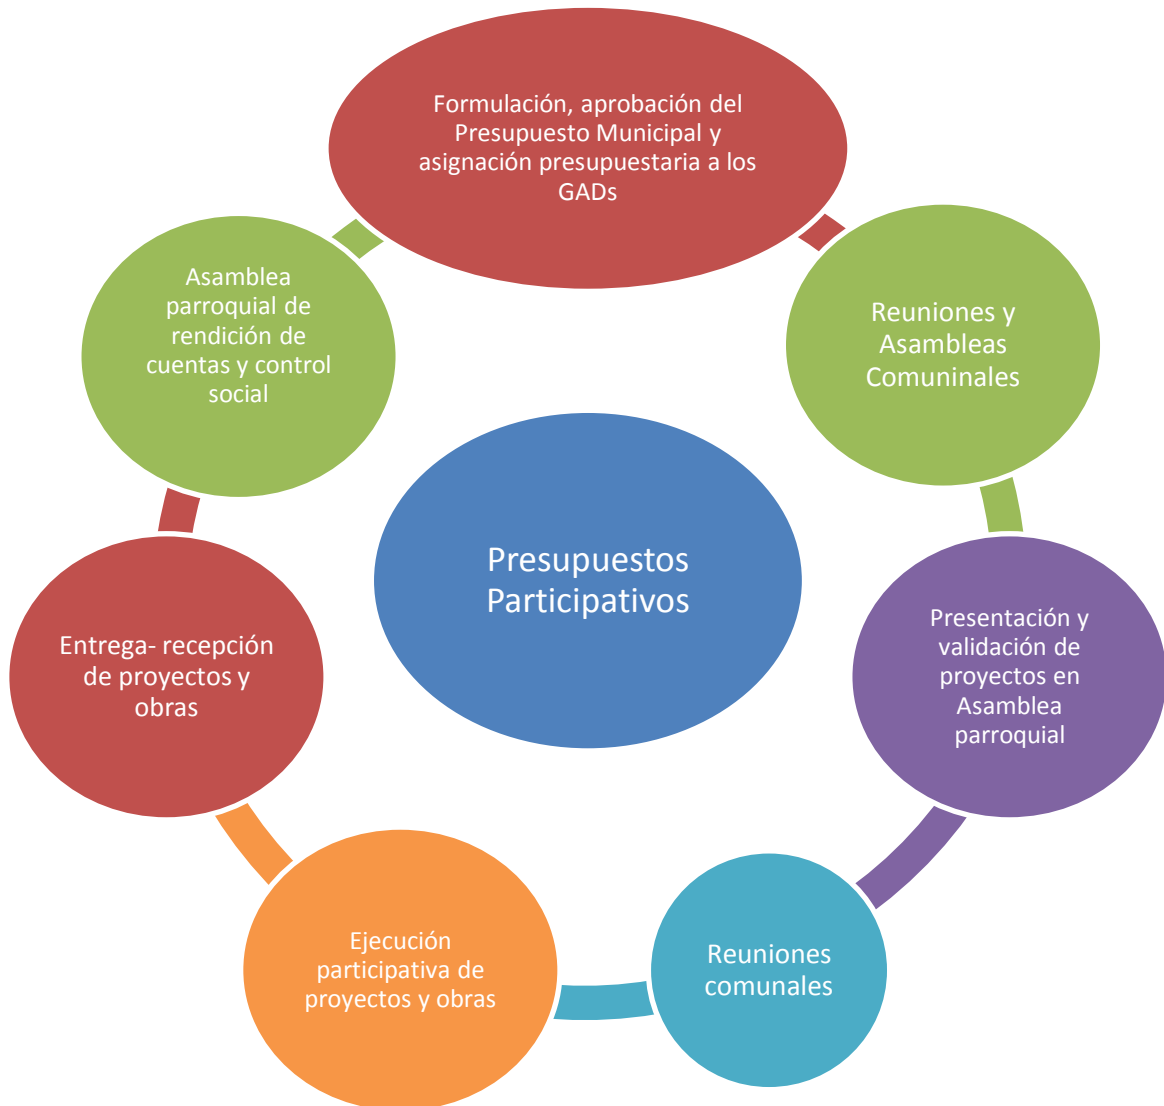 Formulación, aprobación del
Presupuesto Municipal y
asignación presupuestaria a los
GADs
Reuniones y
Asambleas
Comuninales
Presentación y
validación de
proyectos en
Asamblea
parroquial
Reuniones
comunales
Ejecución
participativa de
proyectos y obras
Entrega- recepción
de proyectos y
obras
Asamblea
parroquial de
rendición de
cuentas y control
social
Presupuestos
Participativos